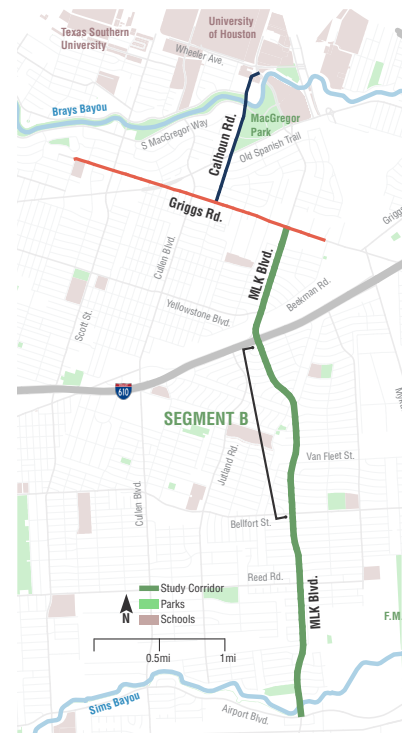 University
of Houston
Texas Southern
University
Wheeler Ave.
Brays Bayou
S MacGregor Way
MacGregor
Park
Calhoun Rd.
Old Spanish Trail
Griggs Rd.
Griggs
Cullen Blvd.
MLK Blvd.
Beekman Rd.
Yellowstone Blvd.
Scott St.
610
SEGMENT B
Jutland Rd.
Van Fleet St.
Cullen Blvd.
Bellfort St.
Reed Rd.
MLK Blvd.
Study Corridor
Parks
Schools
N
F.M
0.5mi
1mi
Sims Bayou
Airport Blvd.